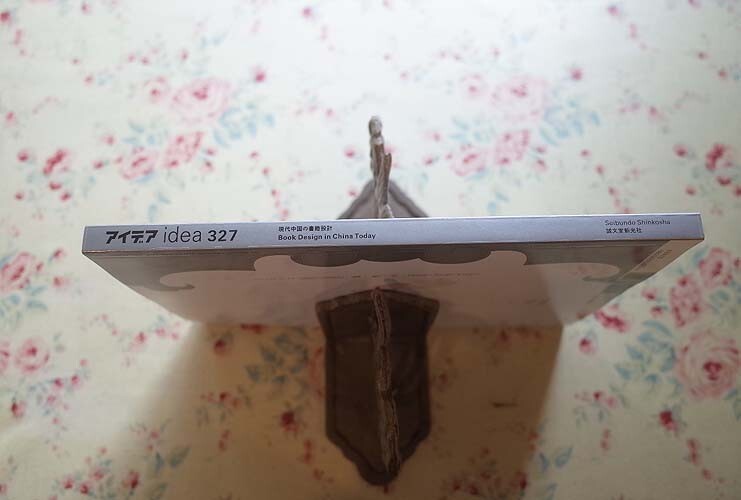 アイデア idea 327
現代中国の書籍設計
Book Design in China Today
Seibundo Shinkosha
誠文堂新光社